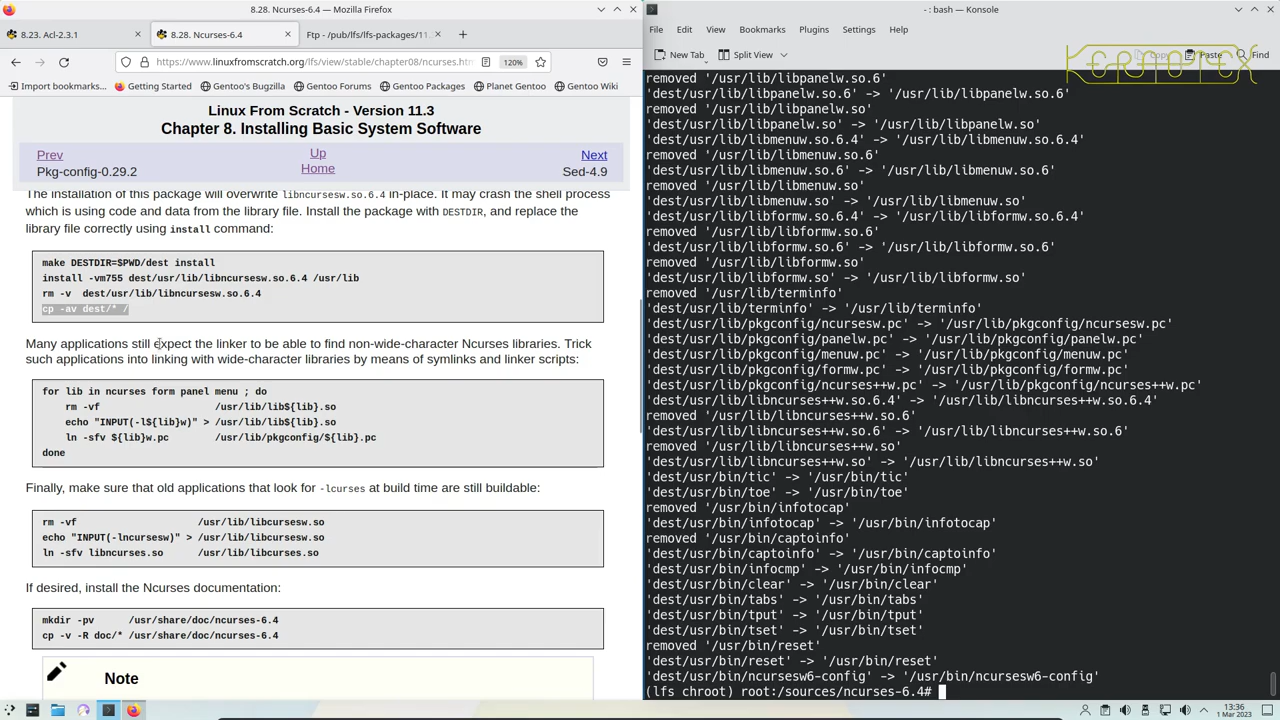 8.28. Ncurses-6.4 — Mozilla Firefox
8.23. Acl-2.3.1
8.28. Ncurses-6.4
Ftp - /pub/lfs/lfs-packages/11.
https://www.linuxfromscratch.org/lfs/view/stable/chapter08/ncurses.htm
120%
Import bookmarks...
Getting Started
Gentoo's Bugzilla
Gentoo Forums
Gentoo Packages
Planet Gentoo
Gentoo Wiki
Linux From Scratch - Version 11.3
Chapter 8. Installing Basic System Software
Prev
Up
Next
Pkg-config-0.29.2
Home
Sed-4.9
The installation of this package will overwrite libncursesw.so.6.4 in-place. It may crash the shell process
which is using code and data from the library file. Install the package with DESTDIR, and replace the
library file correctly using install command:
make DESTDIR=$PWD/dest install
install -vm755 dest/usr/lib/libncursesw.so.6.4 /usr/lib
rm -v  dest/usr/lib/libncursesw.so.6.4
cp -av dest/* /
Many applications still expect the linker to be able to find non-wide-character Ncurses libraries. Trick
such applications into linking with wide-character libraries by means of symlinks and linker scripts:
for lib in ncurses form panel menu ; do
rm -vf /usr/lib/lib${lib}.so
echo "INPUT(-l${lib}w)" > /usr/lib/lib${lib}.so
ln -sfv ${lib}w.pc /usr/lib/pkgconfig/${lib}.pc
done
Finally, make sure that old applications that look for -lcurses at build time are still buildable:
rm -vf /usr/lib/libcursesw.so
echo "INPUT(-lncursesw)" > /usr/lib/libcursesw.so
ln -sfv libncurses.so /usr/lib/libcurses.so
If desired, install the Ncurses documentation:
mkdir -pv /usr/share/doc/ncurses-6.4
cp -v -R doc/* /usr/share/doc/ncurses-6.4
Note
- : bash — Konsole
File
Edit
View
Bookmarks
Plugins
Settings
Help
New Tab
Split View
Copy
Paste
Find
KERNOTEX
removed '/usr/lib/libpanelw.so.6'
'dest/usr/lib/libpanelw.so.6' -> '/usr/lib/libpanelw.so.6'
removed '/usr/lib/libpanelw.so'
'dest/usr/lib/libpanelw.so' -> '/usr/lib/libpanelw.so'
'dest/usr/lib/libmenuw.so.6.4' -> '/usr/lib/libmenuw.so.6.4'
removed '/usr/lib/libmenuw.so.6'
'dest/usr/lib/libmenuw.so.6' -> '/usr/lib/libmenuw.so.6'
removed '/usr/lib/libmenuw.so'
'dest/usr/lib/libmenuw.so' -> '/usr/lib/libmenuw.so'
'dest/usr/lib/libformw.so.6.4' -> '/usr/lib/libformw.so.6.4'
removed '/usr/lib/libformw.so.6'
'dest/usr/lib/libformw.so.6' -> '/usr/lib/libformw.so.6'
removed '/usr/lib/libformw.so'
'dest/usr/lib/libformw.so' -> '/usr/lib/libformw.so'
removed '/usr/lib/terminfo'
'dest/usr/lib/terminfo' -> '/usr/lib/terminfo'
'dest/usr/lib/pkgconfig/ncursesw.pc' -> '/usr/lib/pkgconfig/ncursesw.pc'
'dest/usr/lib/pkgconfig/panelw.pc' -> '/usr/lib/pkgconfig/panelw.pc'
'dest/usr/lib/pkgconfig/menuw.pc' -> '/usr/lib/pkgconfig/menuw.pc'
'dest/usr/lib/pkgconfig/formw.pc' -> '/usr/lib/pkgconfig/formw.pc'
'dest/usr/lib/pkgconfig/ncurses++w.pc' -> '/usr/lib/pkgconfig/ncurses++w.pc'
'dest/usr/lib/libncurses++w.so.6.4' -> '/usr/lib/libncurses++w.so.6.4'
removed '/usr/lib/libncurses++w.so.6'
'dest/usr/lib/libncurses++w.so.6' -> '/usr/lib/libncurses++w.so.6'
removed '/usr/lib/libncurses++w.so'
'dest/usr/lib/libncurses++w.so' -> '/usr/lib/libncurses++w.so'
'dest/usr/bin/tic' -> '/usr/bin/tic'
'dest/usr/bin/toe' -> '/usr/bin/toe'
removed '/usr/bin/infotocap'
'dest/usr/bin/infotocap' -> '/usr/bin/infotocap'
removed '/usr/bin/captoinfo'
'dest/usr/bin/captoinfo' -> '/usr/bin/captoinfo'
'dest/usr/bin/infocmp' -> '/usr/bin/infocmp'
'dest/usr/bin/clear' -> '/usr/bin/clear'
'dest/usr/bin/tabs' -> '/usr/bin/tabs'
'dest/usr/bin/tput' -> '/usr/bin/tput'
'dest/usr/bin/tset' -> '/usr/bin/tset'
removed '/usr/bin/reset'
'dest/usr/bin/reset' -> '/usr/bin/reset'
'dest/usr/bin/ncursesw6-config' -> '/usr/bin/ncursesw6-config'
(lfs chroot) root:/sources/ncurses-6.4#
13:36
1 Mar 2023